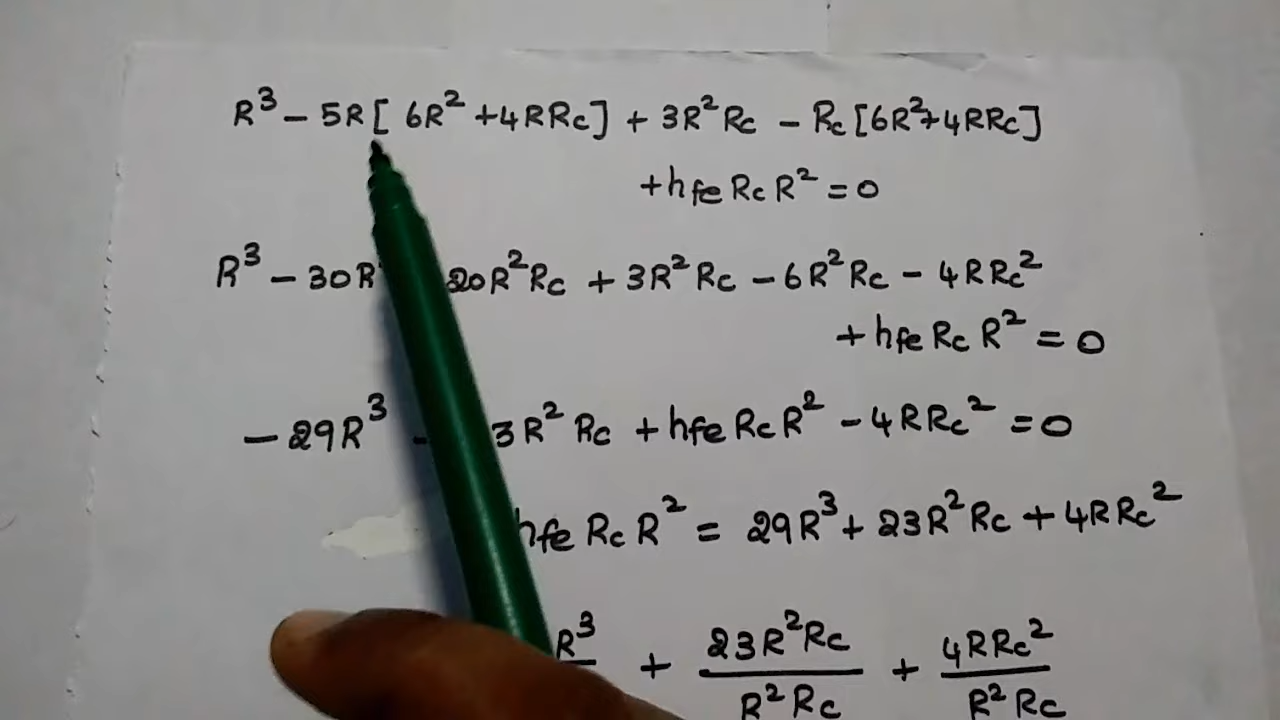 R³ - 5R[ 6R² + 4RRc] + 3R²Rc - Rc[6R²+4RRc]
+hfe Rc R² = 0
R³ - 30R 20R²Rc + 3R²Rc - 6R²Rc - 4RRc²
+hfe Rc R² = 0
- 29R³ - 3R² Rc + hfe RcR² - 4RRc² = 0
hfe Rc R² = 29R³ + 23R²Rc + 4RRc²
R³ + 23R²Rc + 4RRc²
R²Rc R²Rc